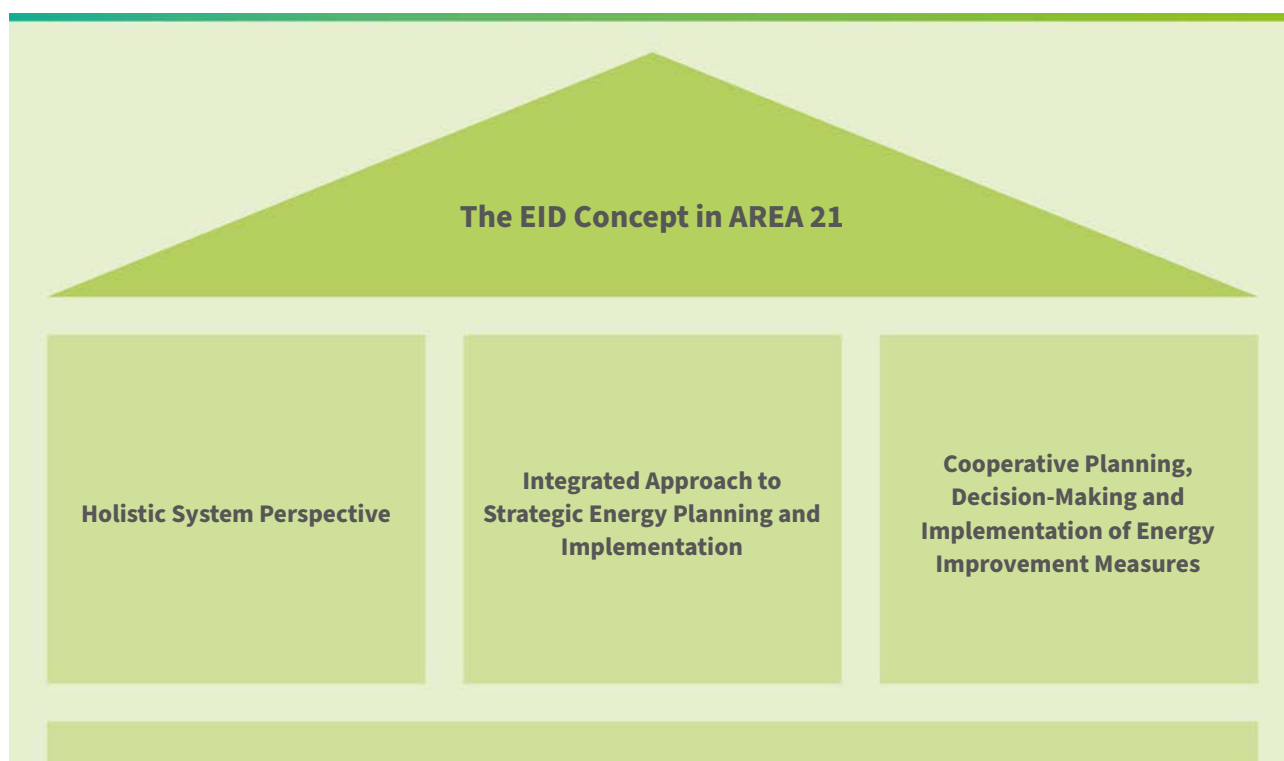 The EID Concept in AREA 21
Holistic System Perspective
Integrated Approach to
Strategic Energy Planning and
Implementation
Cooperative Planning,
Decision-Making and
Implementation of Energy
Improvement Measures